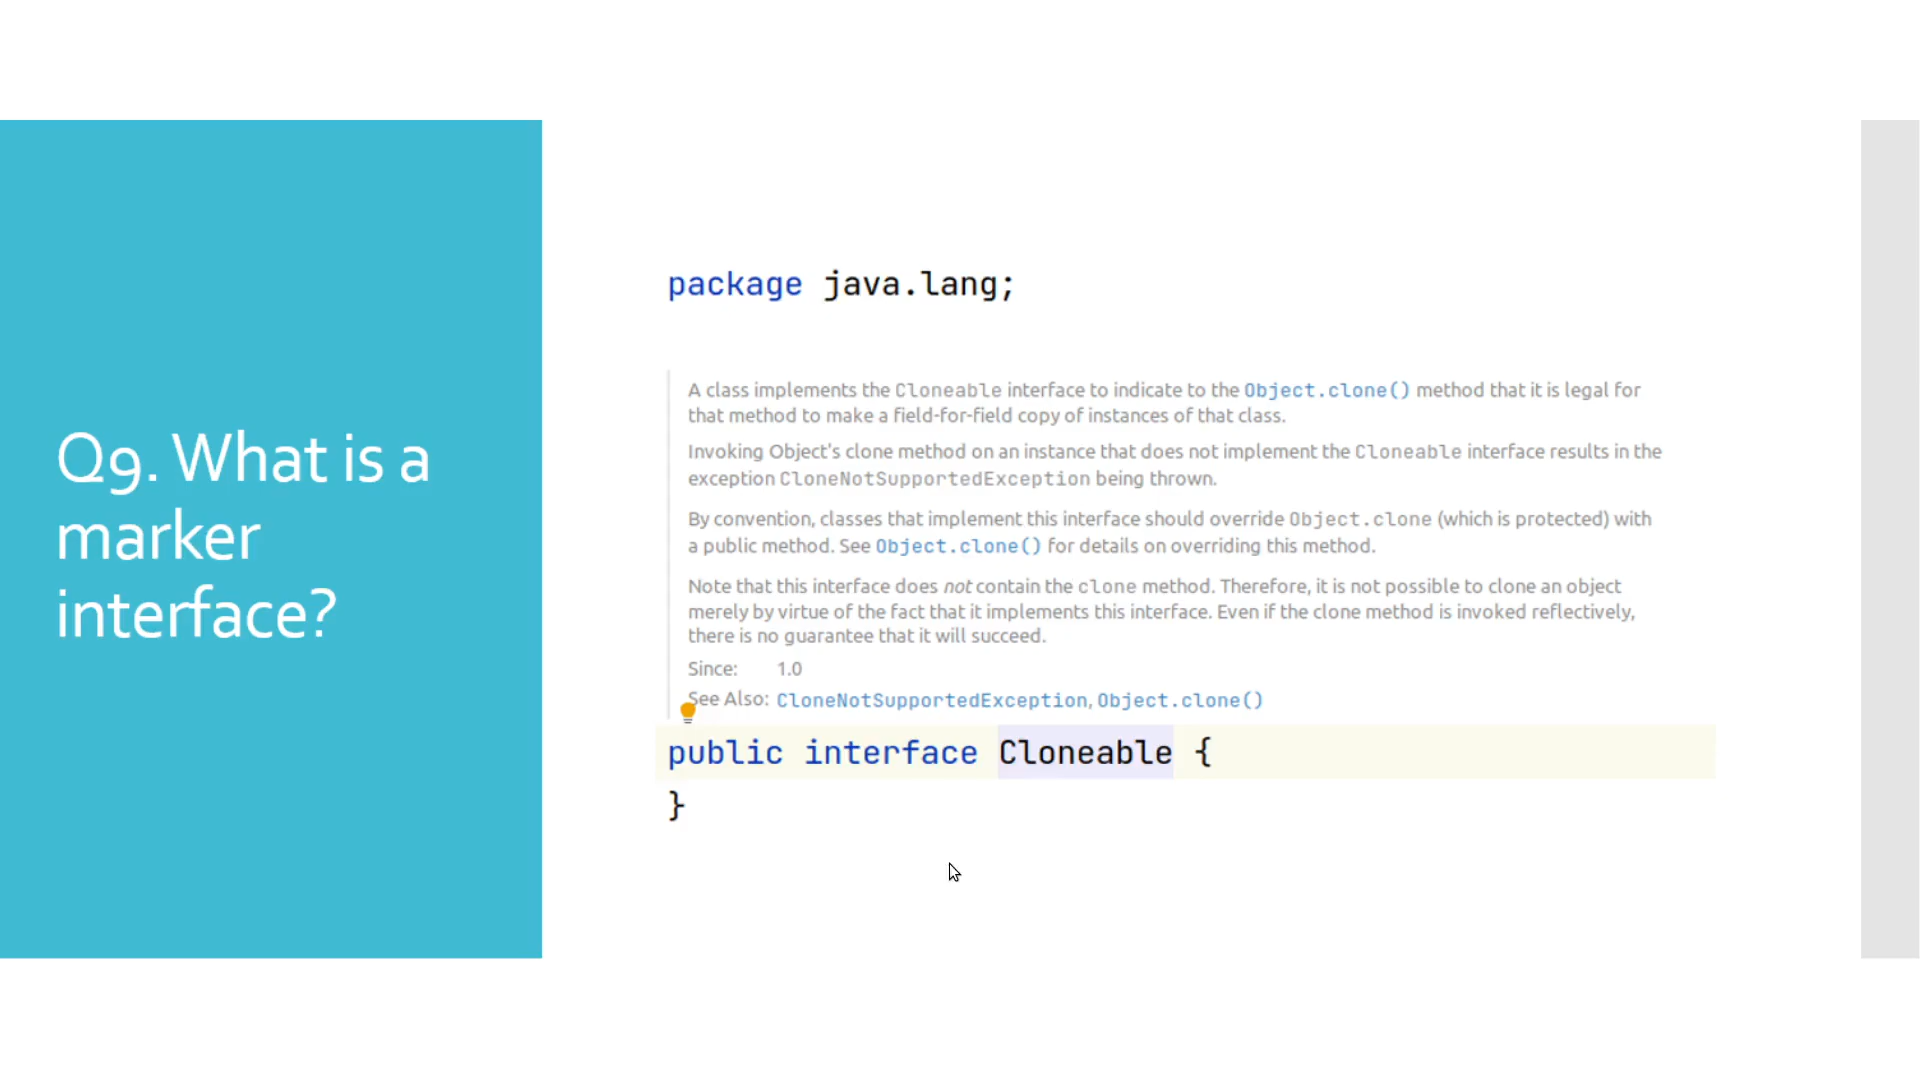 Q9. What is a
marker
interface?
package java.lang;
A class implements the Cloneable interface to indicate to the Object.clone() method that it is legal for
that method to make a field-for-field copy of instances of that class.
Invoking Object's clone method on an instance that does not implement the Cloneable interface results in the
exception CloneNotSupportedException being thrown.
By convention, classes that implement this interface should override Object.clone (which is protected) with
a public method. See Object.clone() for details on overriding this method.
Note that this interface does not contain the clone method. Therefore, it is not possible to clone an object
merely by virtue of the fact that it implements this interface. Even if the clone method is invoked reflectively,
there is no guarantee that it will succeed.
Since: 1.0
See Also: CloneNotSupportedException, Object.clone()
public interface Cloneable {
}